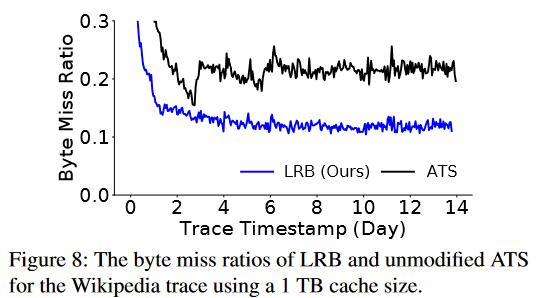 0.3
0.2
0.1
0.0
Byte Miss Ratio
LRB (Ours) ATS
0 2 4 6 8 10 12 14
Trace Timestamp (Day)
Figure 8: The byte miss ratios of LRB and unmodified ATS
for the Wikipedia trace using a 1 TB cache size.